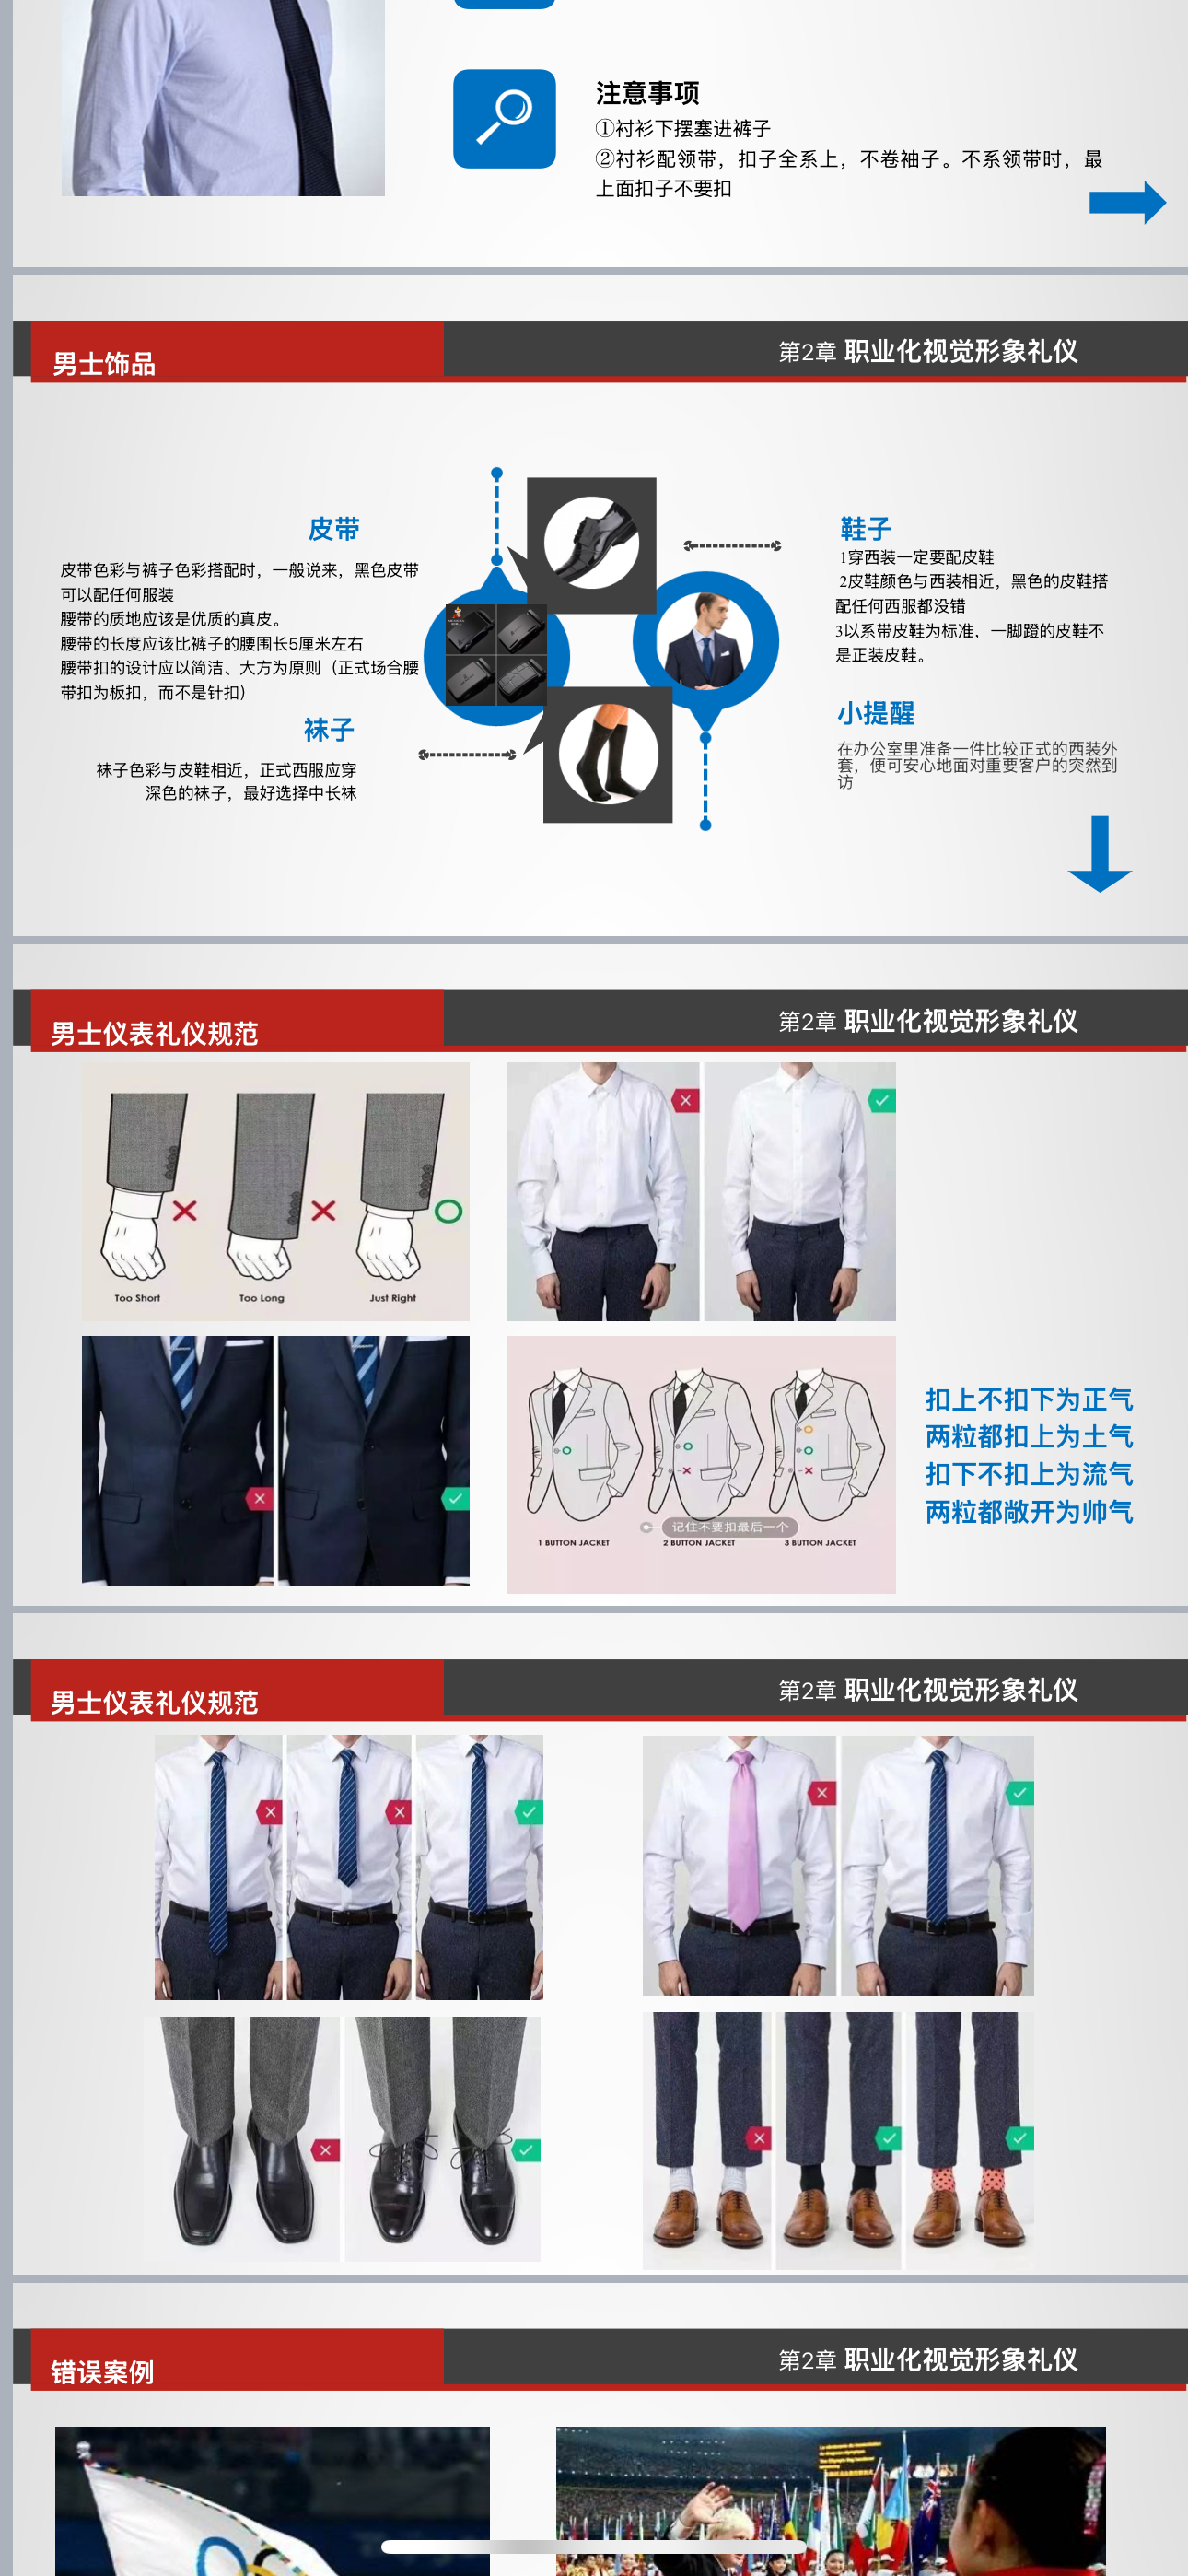 注意事项
①衬衫下摆塞进裤子
②衬衫配领带，扣子全系上，不卷袖子。不系领带时，最
上面扣子不要扣
男士饰品
第2章 职业化视觉形象礼仪
皮带
皮带色彩与裤子色彩搭配时，一般说来，黑色皮带
可以配任何服装
腰带的质地应该是优质的真皮。
腰带的长度应该比裤子的腰围长5厘米左右
腰带扣的设计应以简洁、大方为原则（正式场合腰
带扣为板扣，而不是针扣）
袜子
袜子色彩与皮鞋相近，正式西服应穿
深色的袜子，最好选择中长袜
鞋子
1穿西装一定要配皮鞋
2皮鞋颜色与西装相近，黑色的皮鞋搭
配任何西服都没错
3以系带皮鞋为标准，一脚蹬的皮鞋不
是正装皮鞋。
小提醒
在办公室里准备一件比较正式的西装外
套，便可安心地面对重要客户的突然到
访
男士仪表礼仪规范
第2章 职业化视觉形象礼仪
Too Short
Too Long
Just Right
记住不要扣最后一个
1 BUTTON JACKET
2 BUTTON JACKET
3 BUTTON JACKET
扣上不扣下为正气
两粒都扣上为土气
扣下不扣上为流气
两粒都敞开为帅气
男士仪表礼仪规范
第2章 职业化视觉形象礼仪
错误案例
第2章 职业化视觉形象礼仪